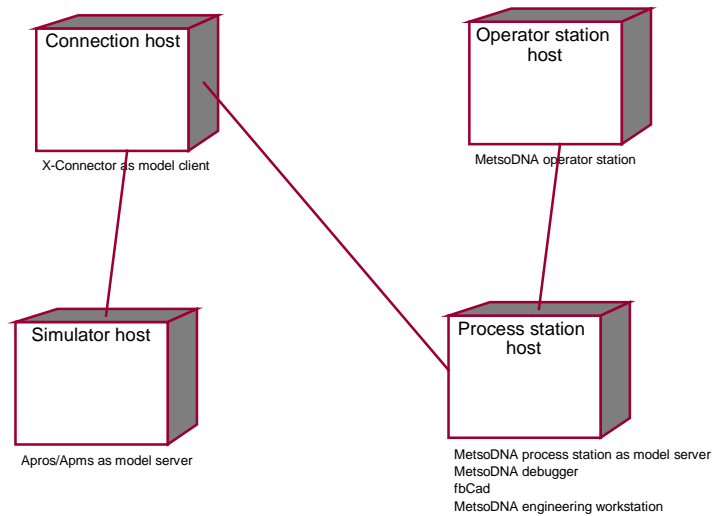 Connection host
X-Connector as model client
Operator station
host
MetsoDNA operator station
Simulator host
Apros/Apms as model server
Process station
host
MetsoDNA process station as model server
MetsoDNA debugger
fbCad
MetsoDNA engineering workstation